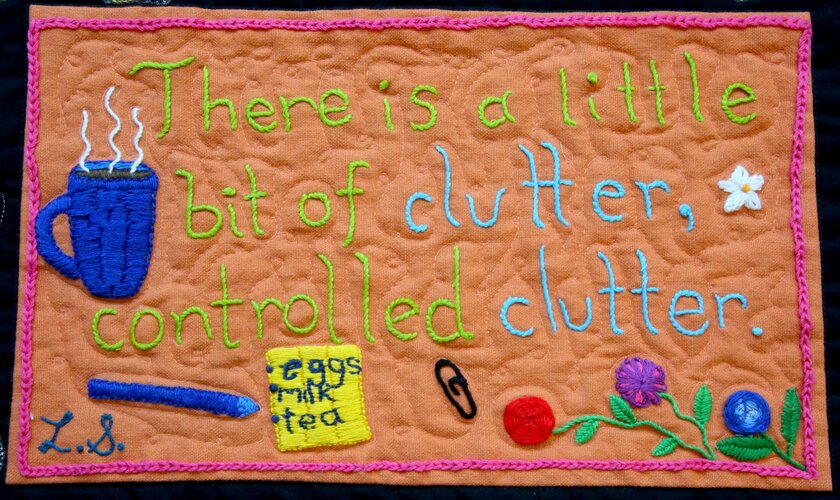 There is a little
bit of clutter,
controlled clutter.
• eggs
• milk
• tea
L.S.